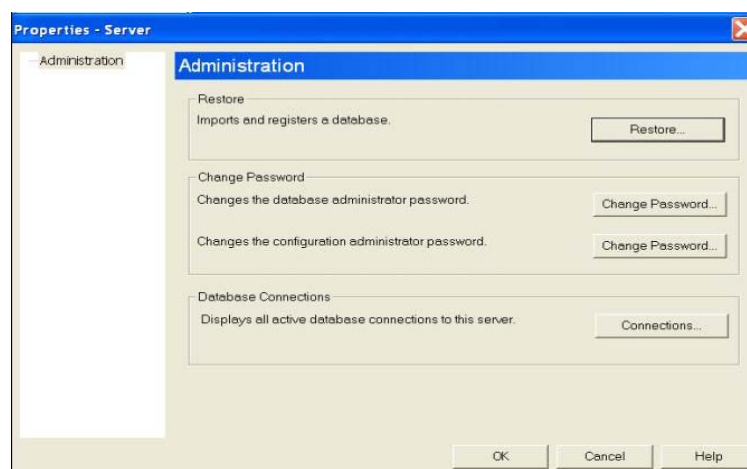 Properties - Server
Administration
Administration
Restore
Imports and registers a database.
Restore...
Change Password
Changes the database administrator password.
Change Password...
Changes the configuration administrator password.
Change Password...
Database Connections
Displays all active database connections to this server.
Connections...
OK
Cancel
Help